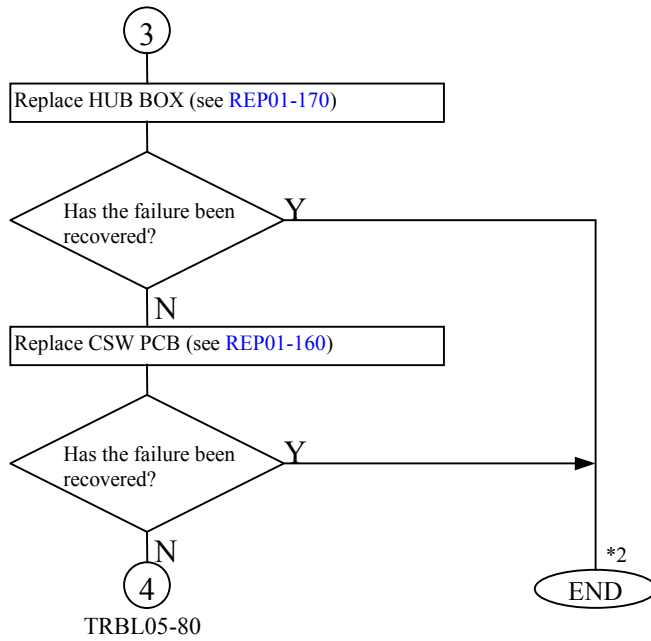 3
Replace HUB BOX (see REP01-170)
Has the failure been
recovered?
Y
N
Replace CSW PCB (see REP01-160)
Has the failure been
recovered?
Y
N
4
TRBL05-80
*2
END